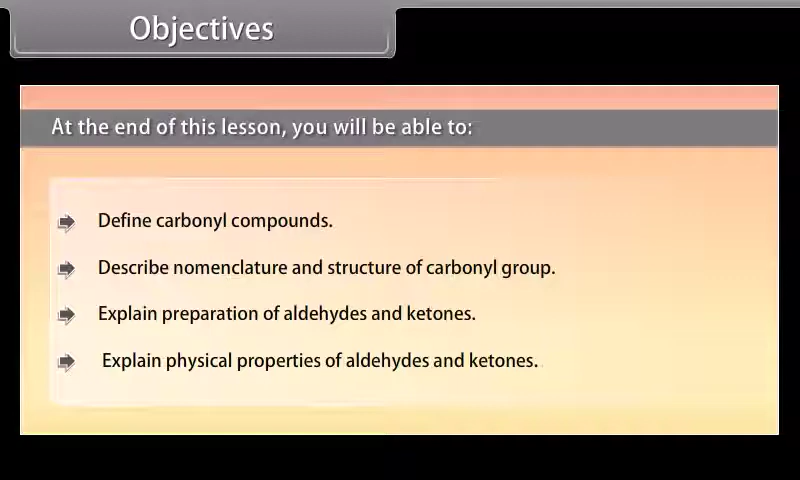 Objectives
At the end of this lesson, you will be able to:
Define carbonyl compounds.
Describe nomenclature and structure of carbonyl group.
Explain preparation of aldehydes and ketones.
Explain physical properties of aldehydes and ketones.